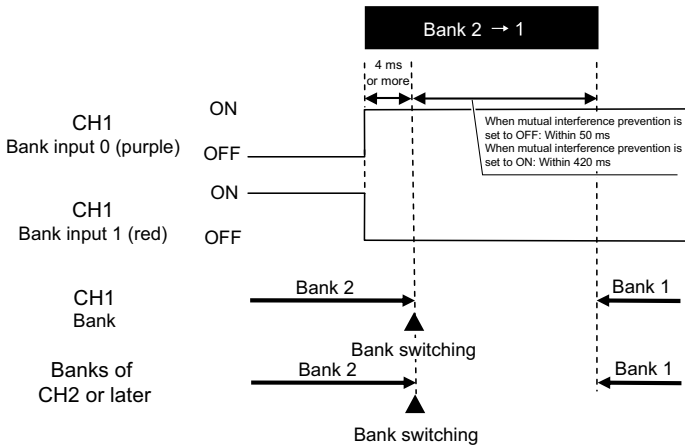 Bank 2 → 1
4 ms
or more
CH1
Bank input 0 (purple)
ON
OFF
When mutual interference prevention is
set to OFF: Within 50 ms
When mutual interference prevention is
set to ON: Within 420 ms
CH1
Bank input 1 (red)
ON
OFF
CH1
Bank
Bank 2
Bank 1
Bank switching
Banks of
CH2 or later
Bank 2
Bank 1
Bank switching